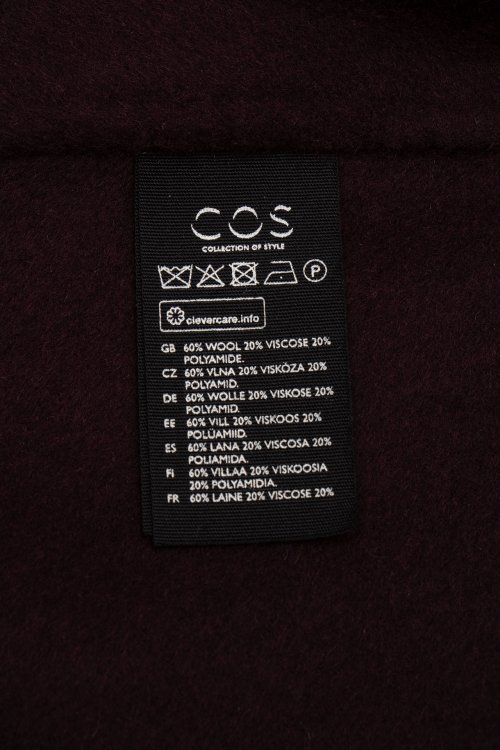 COS
COLLECTION OF STYLE
P
clevercare.info
GB 60% WOOL 20% VISCOSE 20%
POLYAMIDE.
CZ 60% VLNA 20% VISKÓZA 20%
POLYAMID.
DE 60% WOLLE 20% VISKOSE 20%
POLYAMID.
EE 60% VILL 20% VISKOOS 20%
POLÜAMIID.
ES 60% LANA 20% VISCOSA 20%
POLIAMIDA.
FI 60% VILLAA 20% VISKOOSIA
20% POLYAMIDIA.
FR 60% LAINE 20% VISCOSE 20%